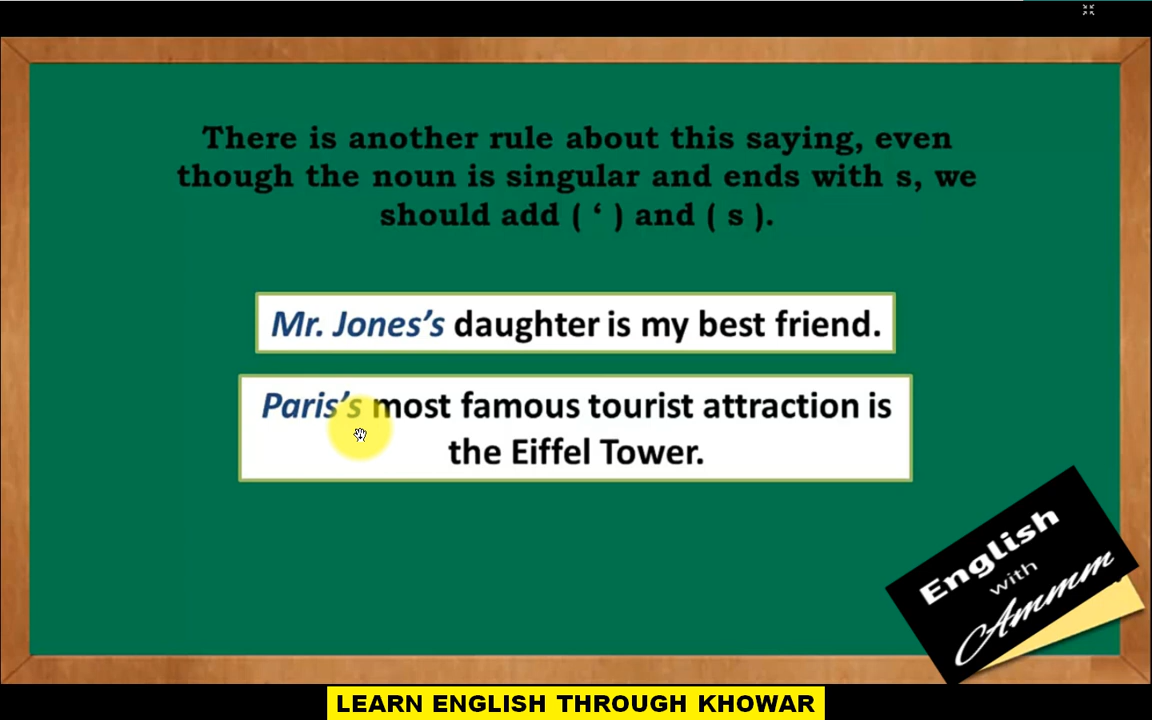 There is another rule about this saying, even
though the noun is singular and ends with s, we
should add ( ‘ ) and ( s ).
Mr. Jones’s daughter is my best friend.
Paris’s most famous tourist attraction is
the Eiffel Tower.
English
with
Ammm
LEARN ENGLISH THROUGH KHOWAR